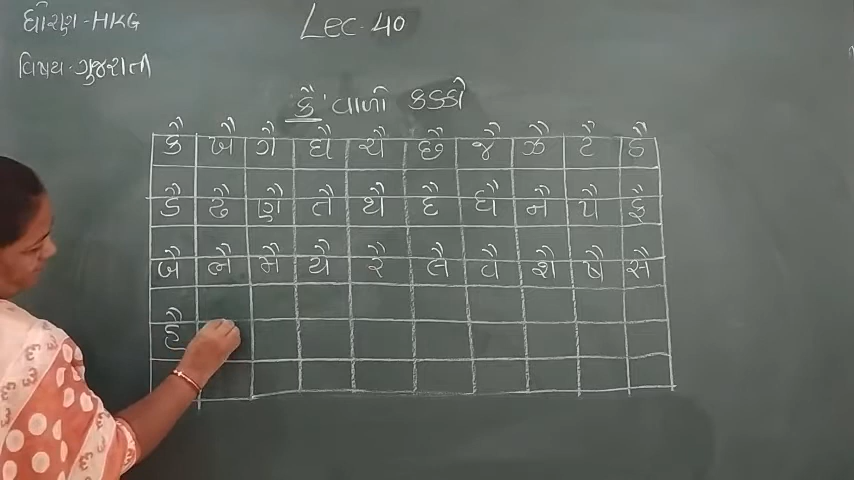 ધોરણ-HKG
Lec-40
વિષય-ગુજરાતી
'કૈ' વાળો કક્કો
કૈ ખૈ ગૈ ઘૈ ચૈ છૈ જૈ ઝૈ ટૈ ઠૈ
ડૈ ઢૈ ણૈ તૈ થૈ દૈ ધૈ નૈ પૈ ફૈ
બૈ ભૈ મૈ યૈ રૈ લૈ વૈ શૈ ષૈ સૈ
હૈ